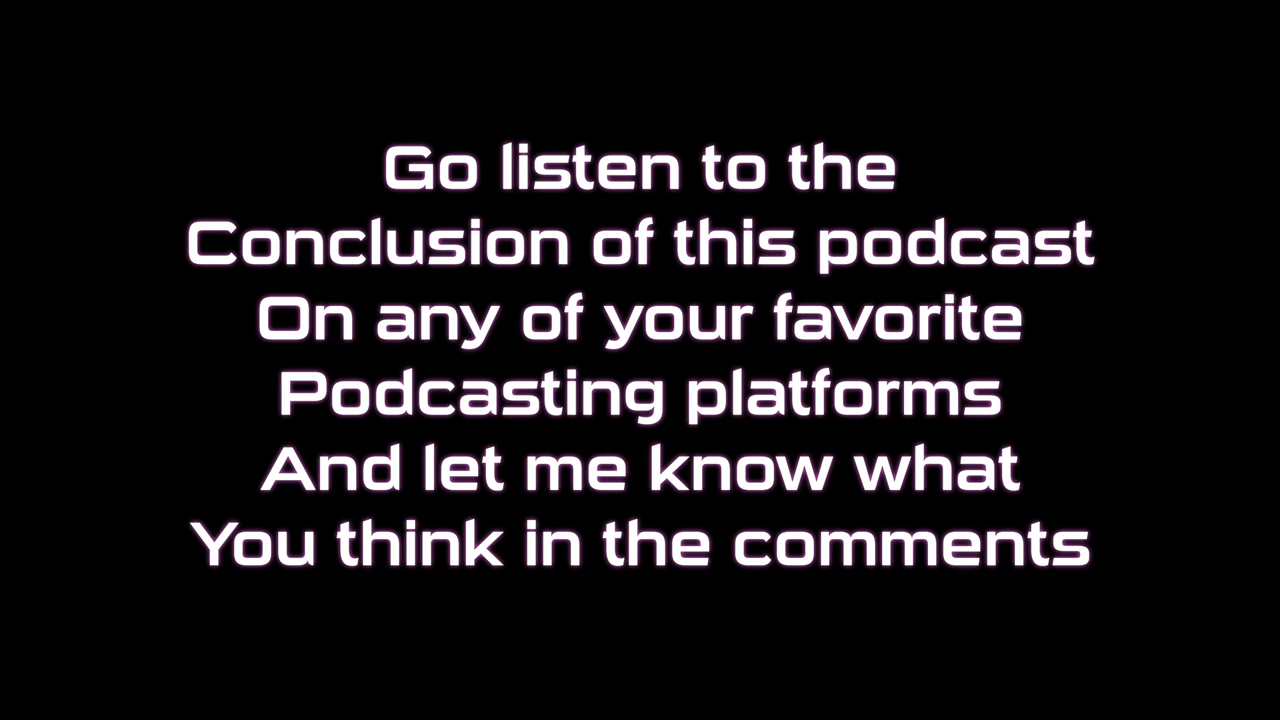 Go listen to the
Conclusion of this podcast
On any of your favorite
Podcasting platforms
And let me know what
You think in the comments